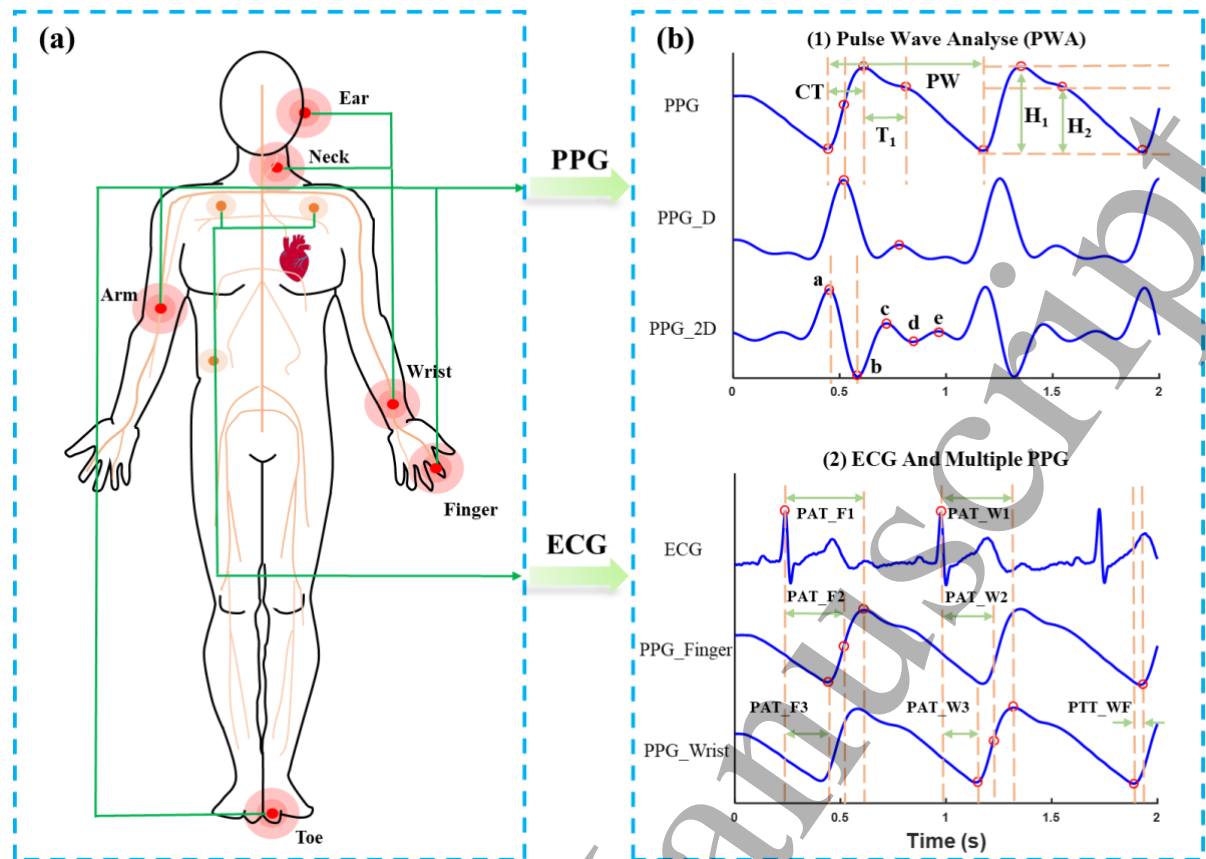 (a)
Ear
Neck
Arm
Wrist
Finger
Toe
PPG
ECG
(b)
(1) Pulse Wave Analyse (PWA)
PPG
CT
PW
T1
H1
H2
PPG_D
PPG_2D
a
b
c
d
e
0
0.5
1
1.5
2
(2) ECG And Multiple PPG
ECG
PAT_F1
PAT_W1
PAT_F2
PAT_W2
PPG_Finger
PAT_F3
PAT_W3
PTT_WF
PPG_Wrist
0
0.5
1
1.5
2
Time (s)
anuscript